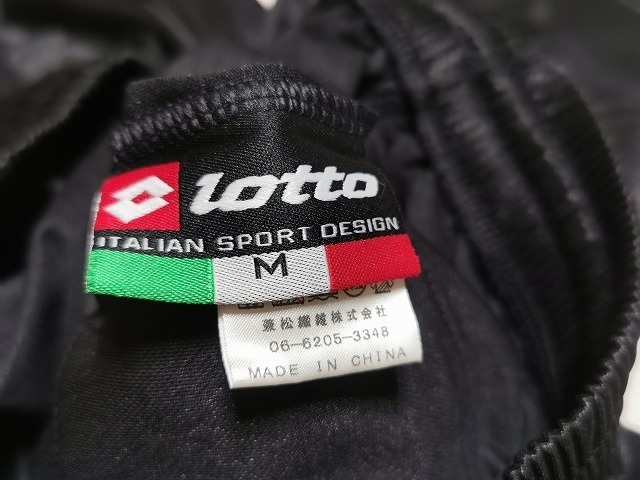 lotto
ITALIAN SPORT DESIGN
M
兼松繊維株式会社
06-6205-3348
MADE IN CHINA